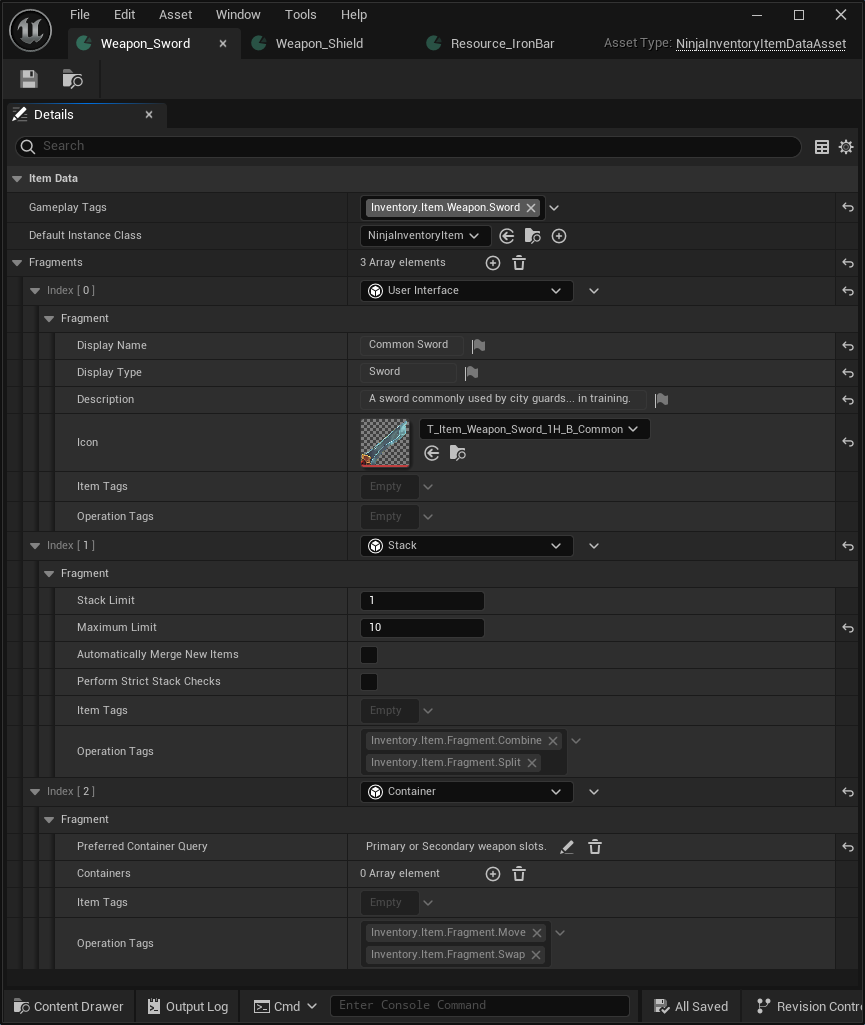 File Edit Asset Window Tools Help
Weapon_Sword Weapon_Shield Resource_IronBar Asset Type: NinjaInventoryItemDataAsset
Details
Search
Item Data
Gameplay Tags Inventory.Item.Weapon.Sword
Default Instance Class NinjaInventoryItem
Fragments 3 Array elements
Index [ 0 ] User Interface
Fragment
Display Name Common Sword
Display Type Sword
Description A sword commonly used by city guards... in training.
Icon T_Item_Weapon_Sword_1H_B_Common
Item Tags Empty
Operation Tags Empty
Index [ 1 ] Stack
Fragment
Stack Limit 1
Maximum Limit 10
Automatically Merge New Items
Perform Strict Stack Checks
Item Tags Empty
Operation Tags Inventory.Item.Fragment.Combine
Inventory.Item.Fragment.Split
Index [ 2 ] Container
Fragment
Preferred Container Query Primary or Secondary weapon slots.
Containers 0 Array element
Item Tags Empty
Operation Tags Inventory.Item.Fragment.Move
Inventory.Item.Fragment.Swap
Content Drawer Output Log Cmd Enter Console Command All Saved Revision Contr